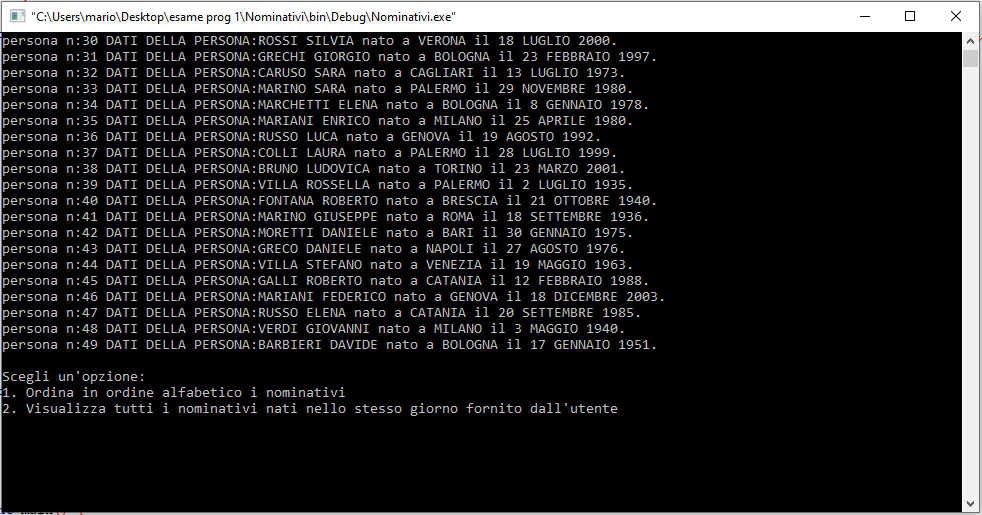 "C:\Users\mario\Desktop\esame prog 1\Nominativi\bin\Debug\Nominativi.exe"
persona n:30 DATI DELLA PERSONA:ROSSI SILVIA nato a VERONA il 18 LUGLIO 2000.
persona n:31 DATI DELLA PERSONA:GRECHI GIORGIO nato a BOLOGNA il 23 FEBBRAIO 1997.
persona n:32 DATI DELLA PERSONA:CARUSO SARA nato a CAGLIARI il 13 LUGLIO 1973.
persona n:33 DATI DELLA PERSONA:MARINO SARA nato a PALERMO il 29 NOVEMBRE 1980.
persona n:34 DATI DELLA PERSONA:MARCHETTI ELENA nato a BOLOGNA il 8 GENNAIO 1978.
persona n:35 DATI DELLA PERSONA:MARIANI ENRICO nato a MILANO il 25 APRILE 1980.
persona n:36 DATI DELLA PERSONA:RUSSO LUCA nato a GENOVA il 19 AGOSTO 1992.
persona n:37 DATI DELLA PERSONA:COLLI LAURA nato a PALERMO il 28 LUGLIO 1999.
persona n:38 DATI DELLA PERSONA:BRUNO LUDOVICA nato a TORINO il 23 MARZO 2001.
persona n:39 DATI DELLA PERSONA:VILLA ROSSELLA nato a PALERMO il 2 LUGLIO 1935.
persona n:40 DATI DELLA PERSONA:FONTANA ROBERTO nato a BRESCIA il 21 OTTOBRE 1940.
persona n:41 DATI DELLA PERSONA:MARINO GIUSEPPE nato a ROMA il 18 SETTEMBRE 1936.
persona n:42 DATI DELLA PERSONA:MORETTI DANIELE nato a BARI il 30 GENNAIO 1975.
persona n:43 DATI DELLA PERSONA:GRECO DANIELE nato a NAPOLI il 27 AGOSTO 1976.
persona n:44 DATI DELLA PERSONA:VILLA STEFANO nato a VENEZIA il 19 MAGGIO 1963.
persona n:45 DATI DELLA PERSONA:GALLI ROBERTO nato a CATANIA il 12 FEBBRAIO 1988.
persona n:46 DATI DELLA PERSONA:MARIANI FEDERICO nato a GENOVA il 18 DICEMBRE 2003.
persona n:47 DATI DELLA PERSONA:RUSSO ELENA nato a CATANIA il 20 SETTEMBRE 1985.
persona n:48 DATI DELLA PERSONA:VERDI GIOVANNI nato a MILANO il 3 MAGGIO 1940.
persona n:49 DATI DELLA PERSONA:BARBIERI DAVIDE nato a BOLOGNA il 17 GENNAIO 1951.
Scegli un'opzione:
1. Ordina in ordine alfabetico i nominativi
2. Visualizza tutti i nominativi nati nello stesso giorno fornito dall'utente